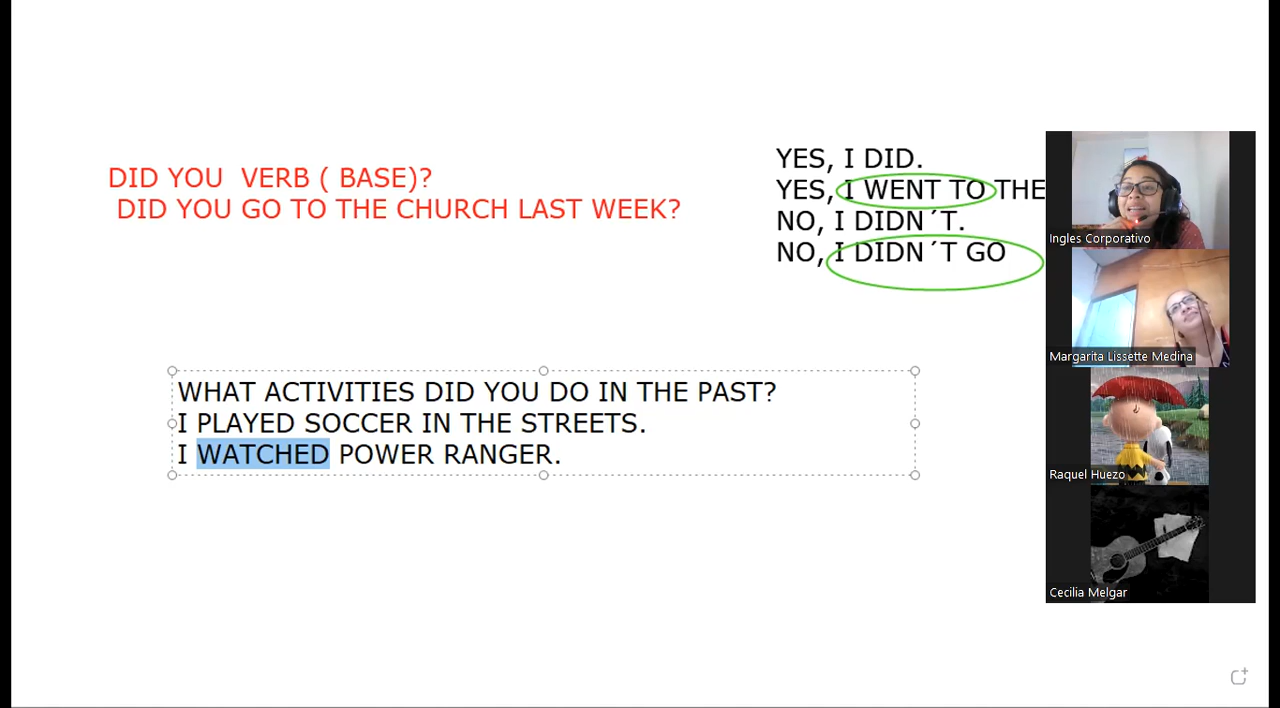 DID YOU VERB ( BASE)?
DID YOU GO TO THE CHURCH LAST WEEK?
YES, I DID.
YES, I WENT TO THE
NO, I DIDN´T.
NO, I DIDN´T GO
WHAT ACTIVITIES DID YOU DO IN THE PAST?
I PLAYED SOCCER IN THE STREETS.
I WATCHED POWER RANGER.
Ingles Corporativo
Margarita Lissette Medina
Raquel Huezo
Cecilia Melgar